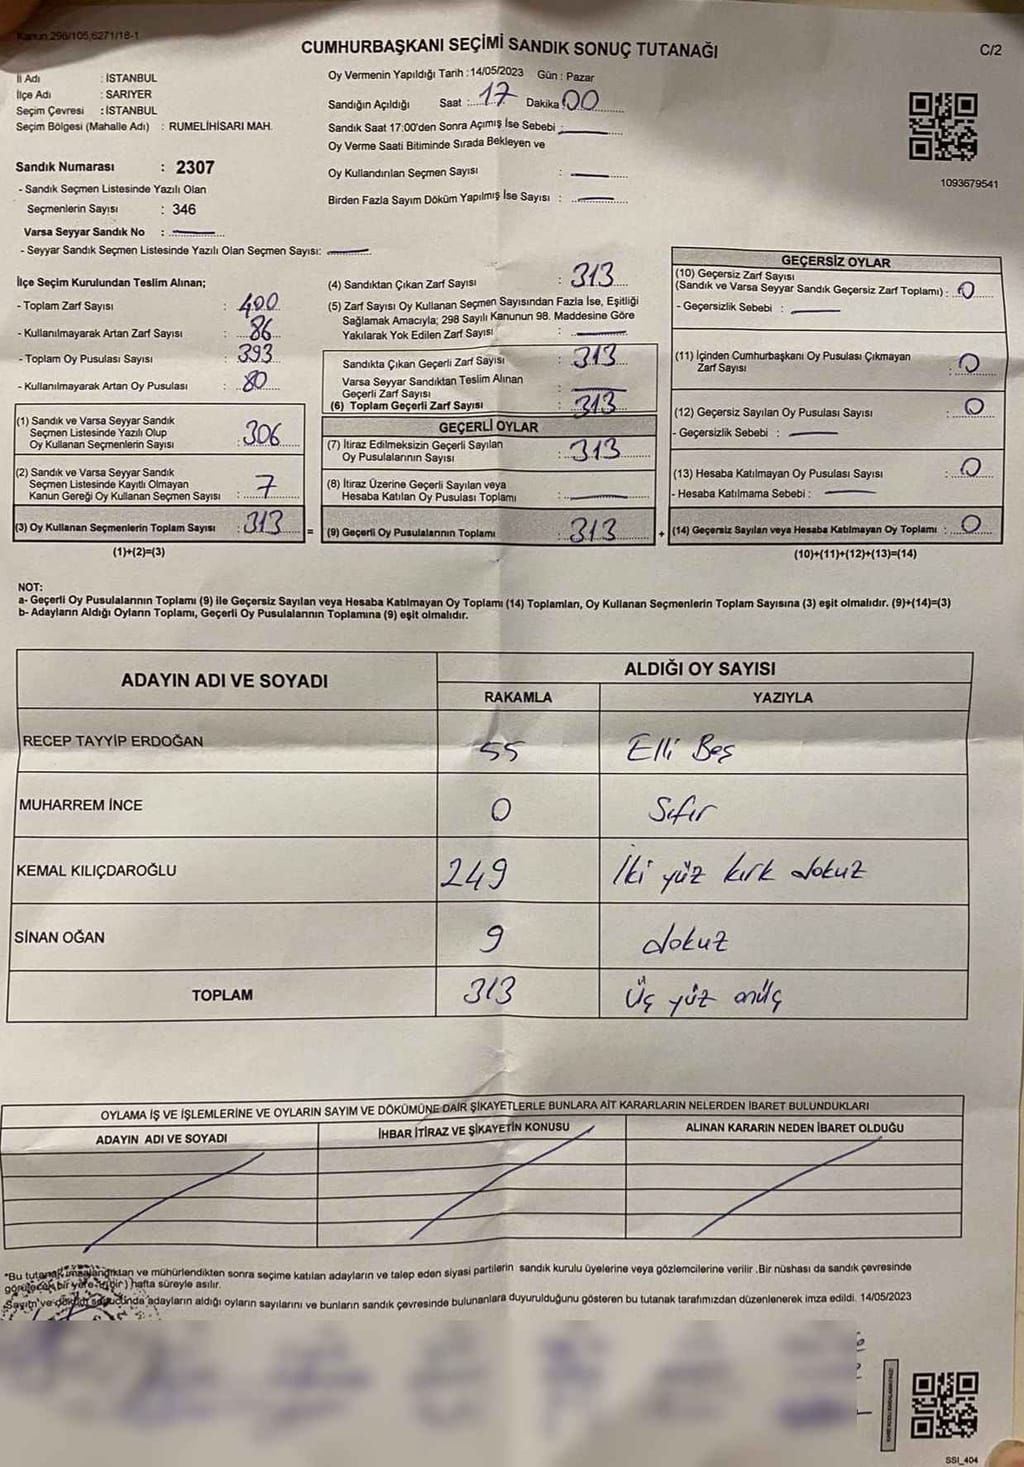 Kanun 298/105,6271/18-1
CUMHURBAŞKANI SEÇİMİ SANDIK SONUÇ TUTANAĞI
C/2
İl Adı : İSTANBUL
İlçe Adı : SARIYER
Seçim Çevresi : İSTANBUL
Seçim Bölgesi (Mahalle Adı) : RUMELİHİSARI MAH.
Oy Vermenin Yapıldığı Tarih : 14/05/2023 Gün : Pazar
Sandığın Açıldığı Saat : 17 Dakika 00
Sandık Saat 17:00'den Sonra Açımış İse Sebebi :
Oy Verme Saati Bitiminde Sırada Bekleyen ve
Oy Kullandırılan Seçmen Sayısı :
Birden Fazla Sayım Döküm Yapılmış İse Sayısı :
1093679541
Sandık Numarası : 2307
- Sandık Seçmen Listesinde Yazılı Olan
Seçmenlerin Sayısı : 346
Varsa Seyyar Sandık No :
- Seyyar Sandık Seçmen Listesinde Yazılı Olan Seçmen Sayısı:
İlçe Seçim Kurulundan Teslim Alınan;
- Toplam Zarf Sayısı : 400
- Kullanılmayarak Artan Zarf Sayısı : 86
- Toplam Oy Pusulası Sayısı : 393
- Kullanılmayarak Artan Oy Pusulası : 80
(1) Sandık ve Varsa Seyyar Sandık
Seçmen Listesinde Yazılı Olup
Oy Kullanan Seçmenlerin Sayısı : 306
(2) Sandık ve Varsa Seyyar Sandık
Seçmen Listesinde Kayıtlı Olmayan
Kanun Gereği Oy Kullanan Seçmen Sayısı : 7
(3) Oy Kullanan Seçmenlerin Toplam Sayısı : 313 =
(1)+(2)=(3)
(4) Sandıktan Çıkan Zarf Sayısı : 313
(5) Zarf Sayısı Oy Kullanan Seçmen Sayısından Fazla İse, Eşitliği
Sağlamak Amacıyla; 298 Sayılı Kanunun 98. Maddesine Göre
Yakılarak Yok Edilen Zarf Sayısı :
Sandıkta Çıkan Geçerli Zarf Sayısı : 313
Varsa Seyyar Sandıktan Teslim Alınan
Geçerli Zarf Sayısı :
(6) Toplam Geçerli Zarf Sayısı : 313
GEÇERLİ OYLAR
(7) İtiraz Edilmeksizin Geçerli Sayılan
Oy Pusulalarının Sayısı : 313
(8) İtiraz Üzerine Geçerli Sayılan veya
Hesaba Katılan Oy Pusulası Toplamı :
(9) Geçerli Oy Pusulalarının Toplamı : 313 +
GEÇERSİZ OYLAR
(10) Geçersiz Zarf Sayısı
(Sandık ve Varsa Seyyar Sandık Geçersiz Zarf Toplamı) : 0
- Geçersizlik Sebebi :
(11) İçinden Cumhurbaşkanı Oy Pusulası Çıkmayan
Zarf Sayısı : 0
(12) Geçersiz Sayılan Oy Pusulası Sayısı : 0
- Geçersizlik Sebebi :
(13) Hesaba Katılmayan Oy Pusulası Sayısı : 0
- Hesaba Katılmama Sebebi :
(14) Geçersiz Sayılan veya Hesaba Katılmayan Oy Toplamı : 0
(10)+(11)+(12)+(13)=(14)
NOT:
a- Geçerli Oy Pusulalarının Toplamı (9) ile Geçersiz Sayılan veya Hesaba Katılmayan Oy Toplamı (14) Toplamları, Oy Kullanan Seçmenlerin Toplam Sayısına (3) eşit olmalıdır. (9)+(14)=(3)
b- Adayların Aldığı Oyların Toplamı, Geçerli Oy Pusulalarının Toplamına (9) eşit olmalıdır.
ADAYIN ADI VE SOYADI
ALDIĞI OY SAYISI
RAKAMLA YAZIYLA
RECEP TAYYİP ERDOĞAN 55 Elli Beş
MUHARREM İNCE 0 Sıfır
KEMAL KILIÇDAROĞLU 249 İki yüz kırk dokuz
SİNAN OĞAN 9 dokuz
TOPLAM 313 Üç yüz onüç
OYLAMA İŞ VE İŞLEMLERİNE VE OYLARIN SAYIM VE DÖKÜMÜNE DAİR ŞİKAYETLERLE BUNLARA AİT KARARLARIN NELERDEN İBARET BULUNDUKLARI
ADAYIN ADI VE SOYADI İHBAR İTİRAZ VE ŞİKAYETİN KONUSU ALINAN KARARIN NEDEN İBARET OLDUĞU
*Bu tutanak imzalandıktan ve mühürlendikten sonra seçime katılan adayların ve talep eden siyasi partilerin sandık kurulu üyelerine veya gözlemcilerine verilir .Bir nüshası da sandık çevresinde
görülecek bir yere 1(bir) hafta süreyle asılır.
Sayım ve döküm sonucunda adayların aldığı oyların sayılarını ve bunların sandık çevresinde bulunanlara duyurulduğunu gösteren bu tutanak tarafımızdan düzenlenerek imza edildi. 14/05/2023
SSI_404